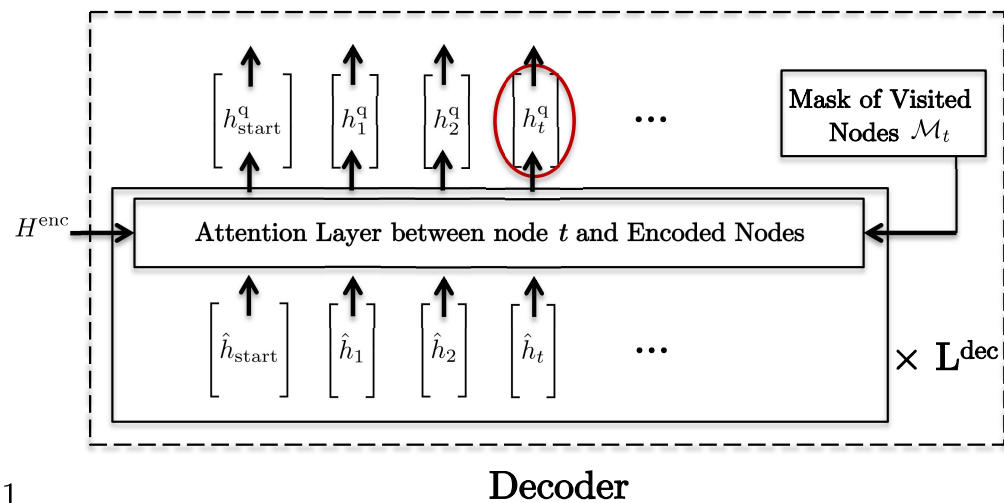 h^q_start h^q_1 h^q_2 h^q_t ...
Mask of Visited
Nodes M_t
H^enc
Attention Layer between node t and Encoded Nodes
ĥ_start ĥ_1 ĥ_2 ĥ_t ...
× L^dec
Decoder
1